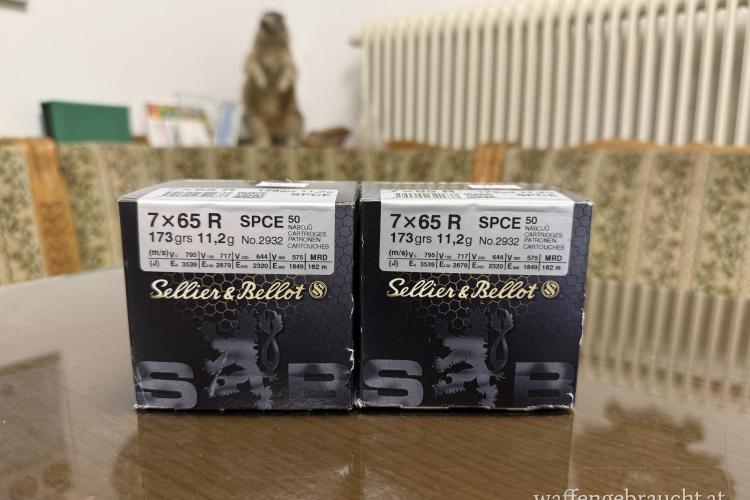 7×65 R SPCE 50
NÁBOJŮ
CARTRIDGES
PATRONEN
CARTOUCHES
173 grs 11,2g No.2932
(m/s) V₀ 795 V₁₀₀ 717 V₂₀₀ 644 V₃₀₀ 575 MRD
(J) E₀ 3539 E₁₀₀ 2879 E₂₀₀ 2320 E₃₀₀ 1849 162 m
Sellier & Bellot S
S B
7×65 R SPCE 50
NÁBOJŮ
CARTRIDGES
PATRONEN
CARTOUCHES
173 grs 11,2g No.2932
(m/s) V₀ 795 V₁₀₀ 717 V₂₀₀ 644 V₃₀₀ 575 MRD
(J) E₀ 3539 E₁₀₀ 2879 E₂₀₀ 2320 E₃₀₀ 1849 162 m
Sellier & Bellot S
S B
waffengebraucht.at